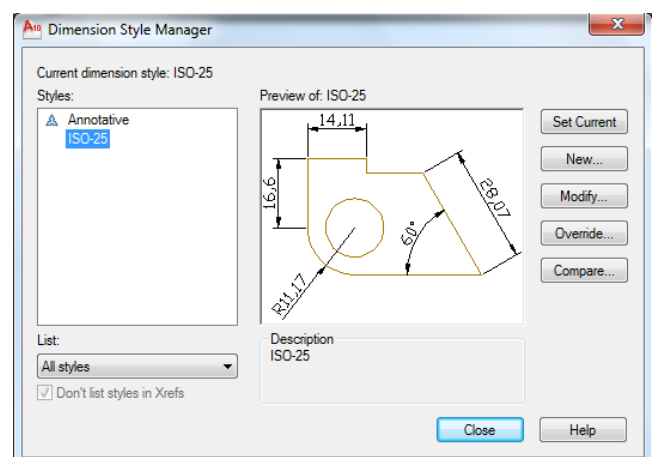 A10 Dimension Style Manager
Current dimension style: ISO-25
Styles:
Annotative
ISO-25
Preview of: ISO-25
14,11
16,6
28,07
60°
R11,17
Set Current
New...
Modify...
Override...
Compare...
List:
All styles
Don't list styles in Xrefs
Description
ISO-25
Close
Help